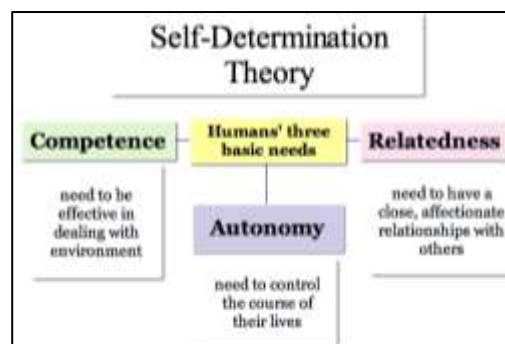 Self-Determination
Theory
Competence
Humans' three
basic needs
Relatedness
need to be
effective in
dealing with
environment
Autonomy
need to control
the course of
their lives
need to have a
close, affectionate
relationships with
others